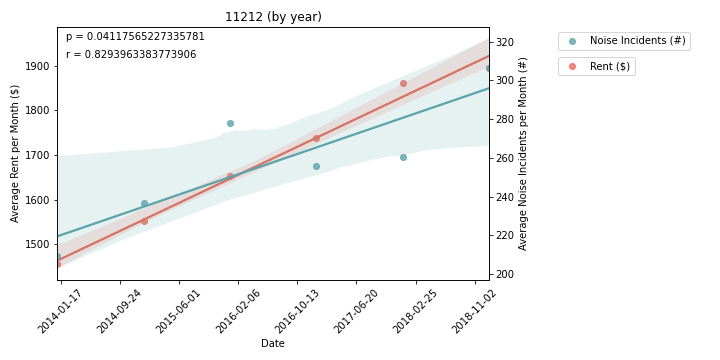 11212 (by year)
p = 0.04117565227335781
r = 0.8293963383773906
Noise Incidents (#)
Rent ($)
Average Rent per Month ($)
1900
1800
1700
1600
1500
320
300
280
260
240
220
200
Average Noise Incidents per Month (#)
2014-01-17
2014-09-24
2015-06-01
2016-02-06
2016-10-13
2017-06-20
2018-02-25
2018-11-02
Date